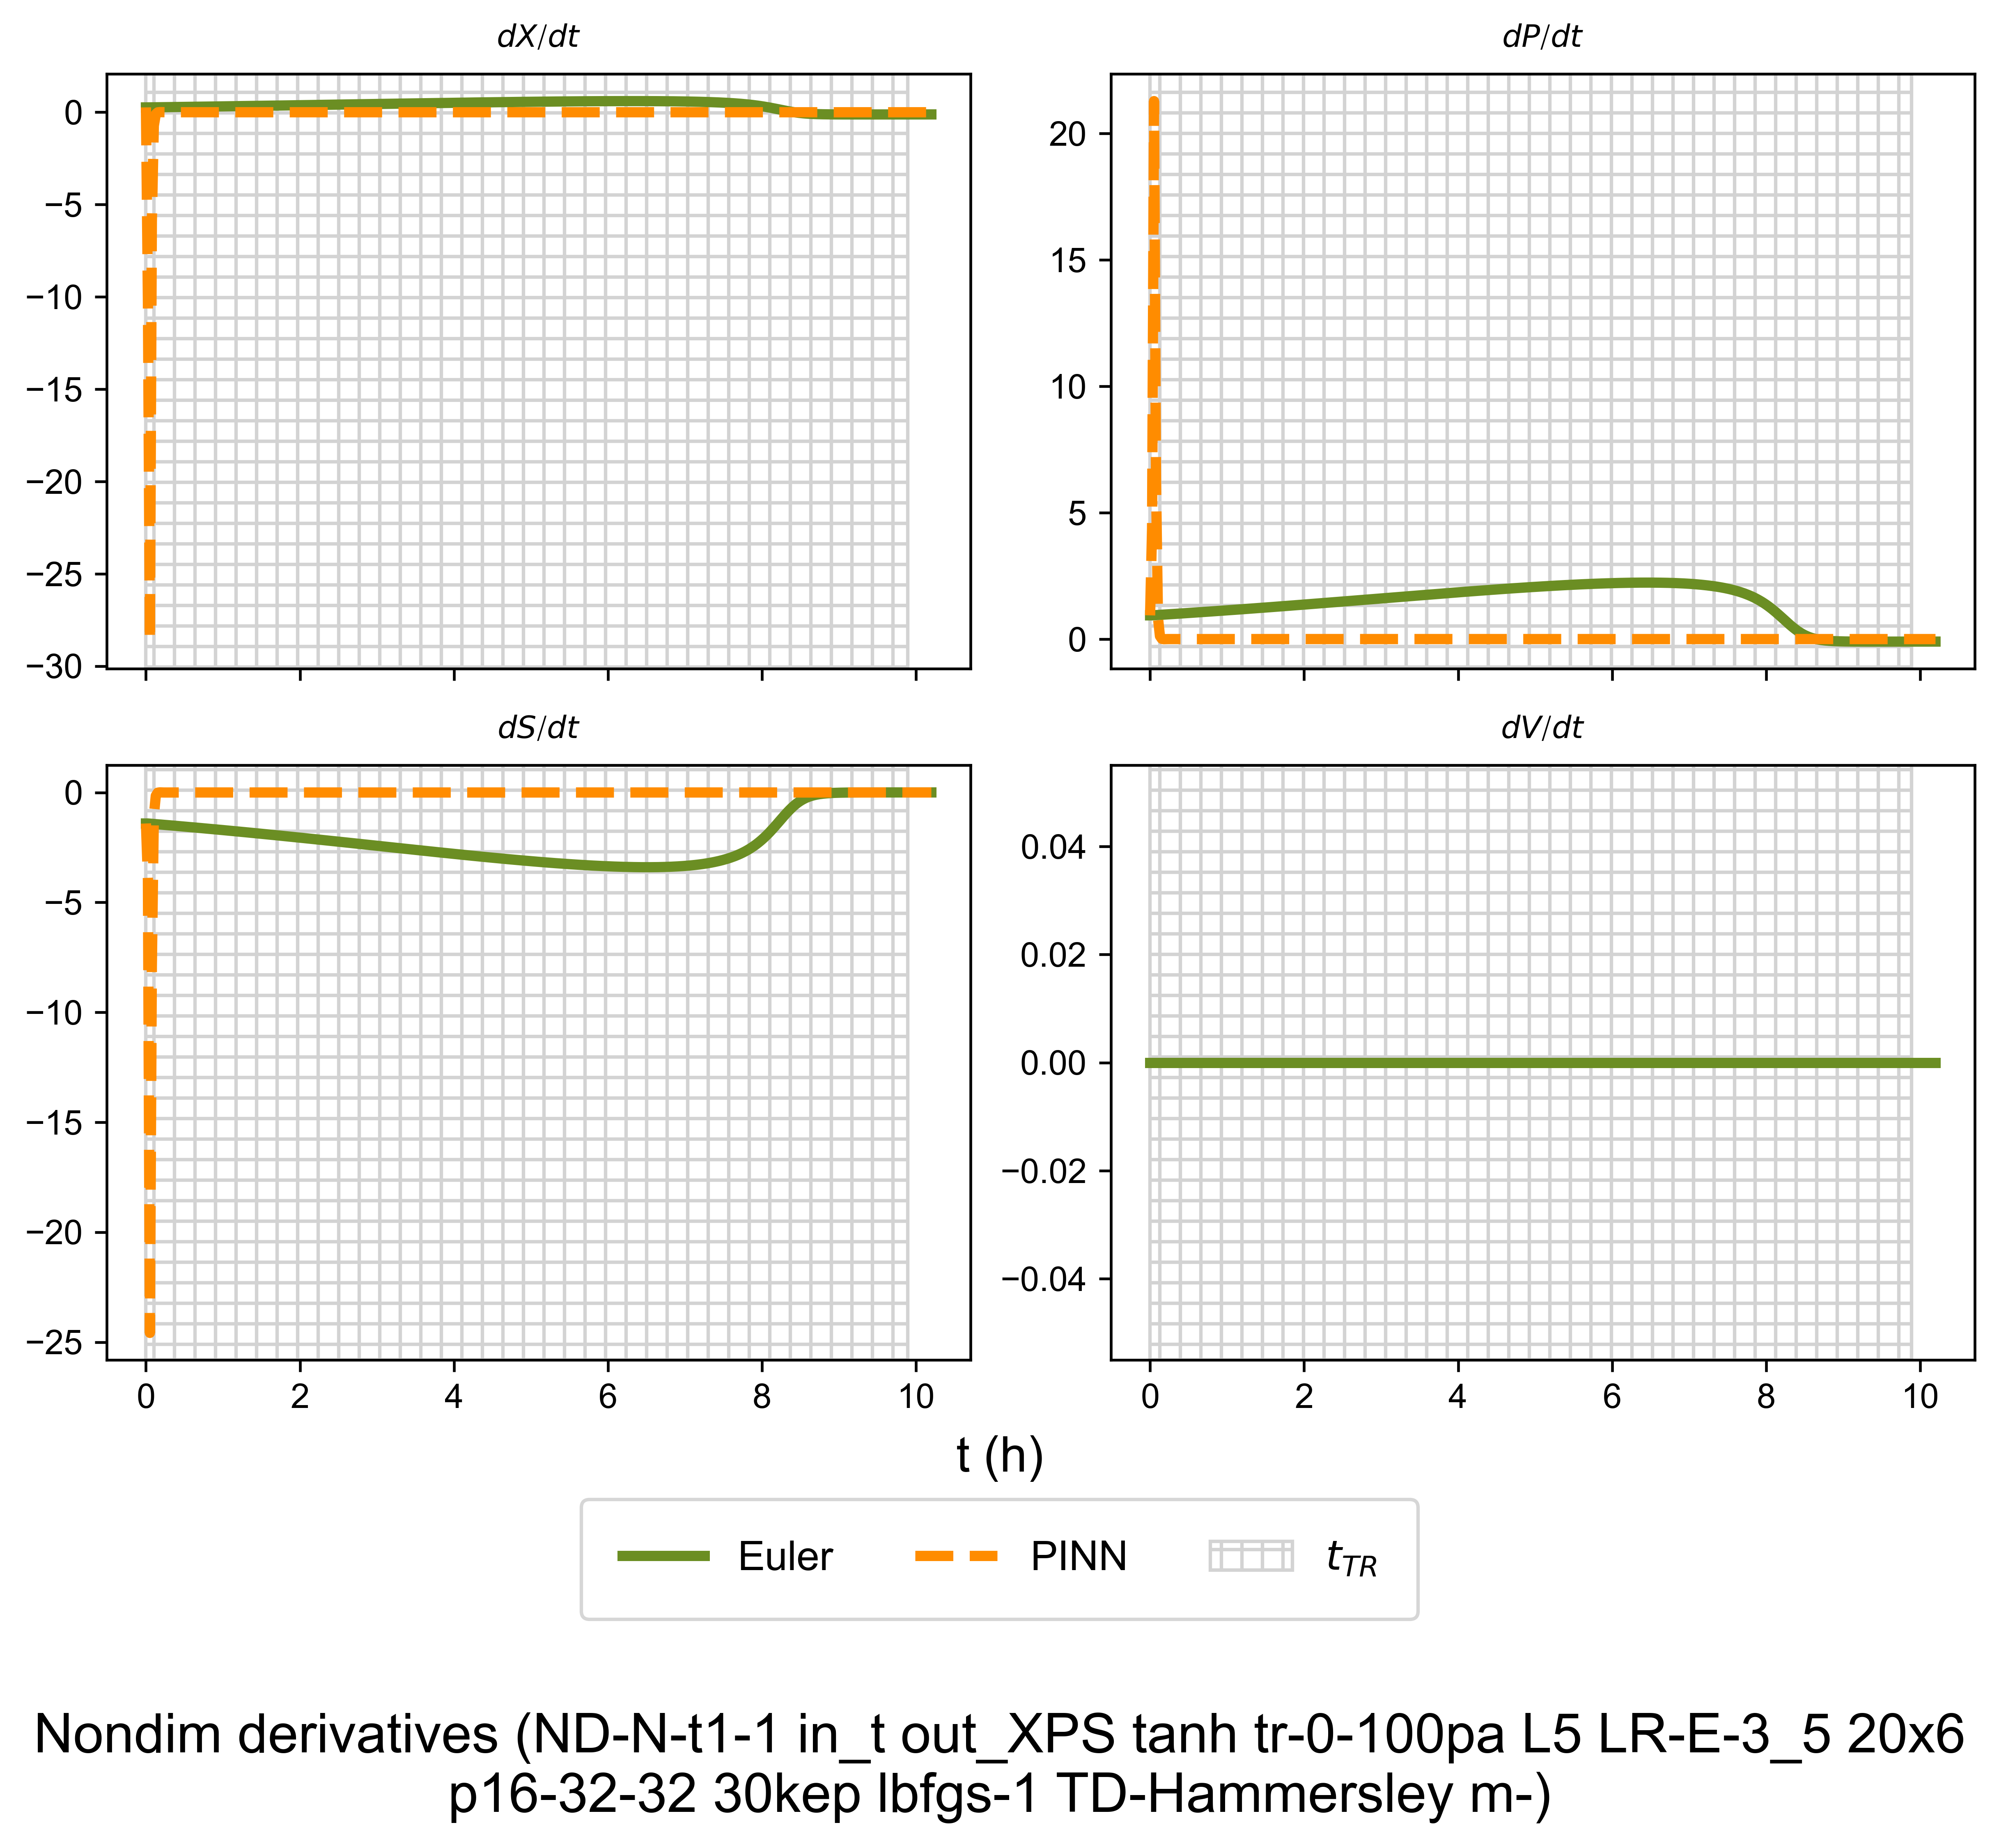 dX/dt
dP/dt
0
−5
−10
−15
−20
−25
−30
20
15
10
5
0
dS/dt
dV/dt
0
−5
−10
−15
−20
−25
0.04
0.02
0.00
−0.02
−0.04
0 2 4 6 8 10
0 2 4 6 8 10
t (h)
Euler PINN t_TR
Nondim derivatives (ND-N-t1-1 in_t out_XPS tanh tr-0-100pa L5 LR-E-3_5 20x6
p16-32-32 30kep lbfgs-1 TD-Hammersley m-)